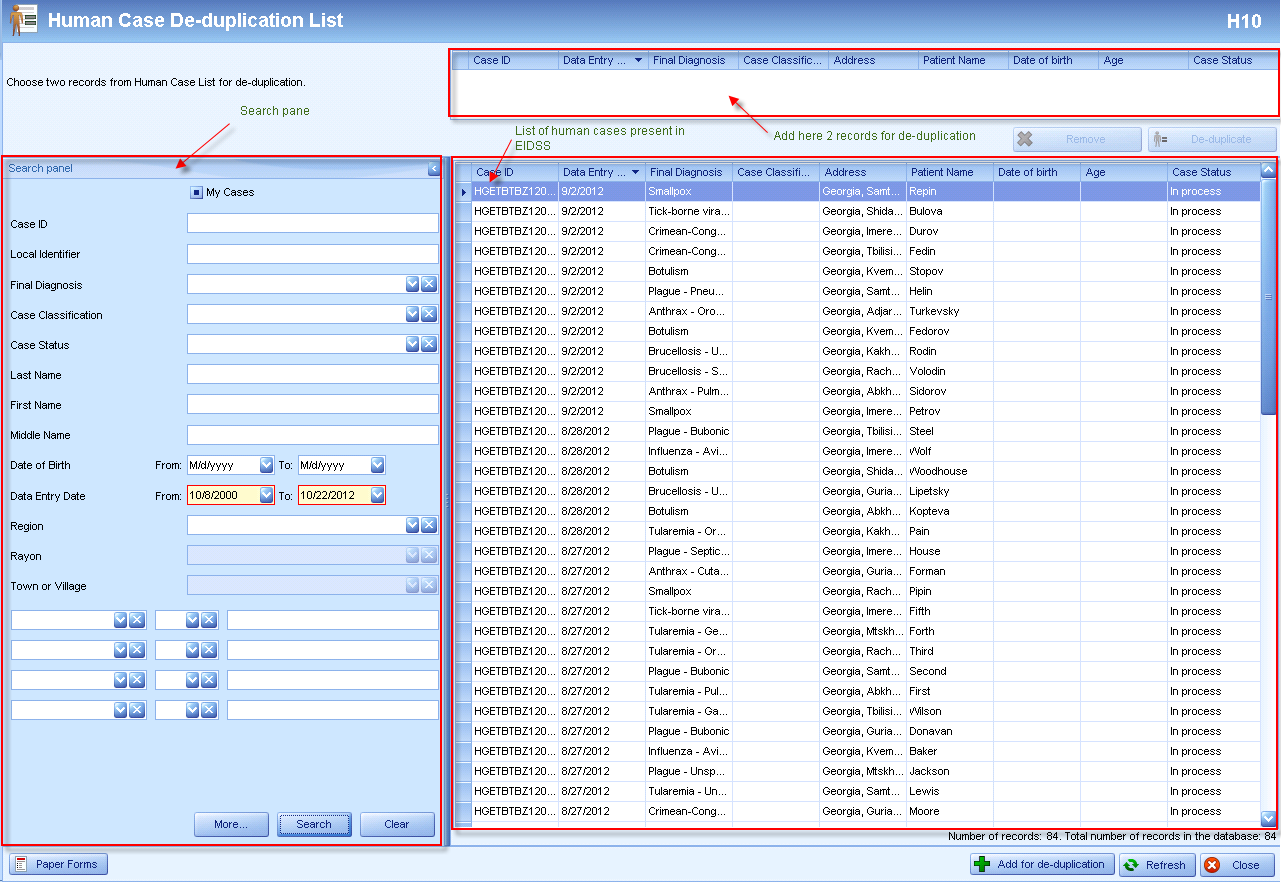 Human Case De-duplication List
H10
Choose two records from Human Case List for de-duplication.
Case ID Data Entry ... Final Diagnosis Case Classific... Address Patient Name Date of birth Age Case Status
Search pane
List of human cases present in
EIDSS
Add here 2 records for de-duplication
Remove
De-duplicate
Search panel
My Cases
Case ID
Local Identifier
Final Diagnosis
Case Classification
Case Status
Last Name
First Name
Middle Name
Date of Birth From: M/d/yyyy To: M/d/yyyy
Data Entry Date From: 10/8/2000 To: 10/22/2012
Region
Rayon
Town or Village
More...
Search
Clear
Case ID Data Entry ... Final Diagnosis Case Classifi... Address Patient Name Date of birth Age Case Status
HGETBTBZ120... 9/2/2012 Smallpox Georgia, Samt... Repin In process
HGETBTBZ120... 9/2/2012 Tick-borne vira... Georgia, Shida... Bulova In process
HGETBTBZ120... 9/2/2012 Crimean-Cong... Georgia, Imere... Durov In process
HGETBTBZ120... 9/2/2012 Crimean-Cong... Georgia, Tbilisi... Fedin In process
HGETBTBZ120... 9/2/2012 Botulism Georgia, Kvem... Stopov In process
HGETBTBZ120... 9/2/2012 Plague - Pneu... Georgia, Samt... Helin In process
HGETBTBZ120... 9/2/2012 Anthrax - Oro... Georgia, Adjar... Turkevsky In process
HGETBTBZ120... 9/2/2012 Botulism Georgia, Kvem... Fedorov In process
HGETBTBZ120... 9/2/2012 Brucellosis - U... Georgia, Kakh... Rodin In process
HGETBTBZ120... 9/2/2012 Brucellosis - S... Georgia, Rach... Volodin In process
HGETBTBZ120... 9/2/2012 Anthrax - Pulm... Georgia, Abkh... Sidorov In process
HGETBTBZ120... 9/2/2012 Smallpox Georgia, Imere... Petrov In process
HGETBTBZ120... 8/28/2012 Plague - Bubonic Georgia, Tbilisi... Steel In process
HGETBTBZ120... 8/28/2012 Influenza - Avi... Georgia, Imere... Wolf In process
HGETBTBZ120... 8/28/2012 Botulism Georgia, Shida... Woodhouse In process
HGETBTBZ120... 8/28/2012 Brucellosis - U... Georgia, Guria... Lipetsky In process
HGETBTBZ120... 8/28/2012 Botulism Georgia, Abkh... Kopteva In process
HGETBTBZ120... 8/28/2012 Tularemia - Or... Georgia, Kakh... Pain In process
HGETBTBZ120... 8/27/2012 Plague - Septic... Georgia, Imere... House In process
HGETBTBZ120... 8/27/2012 Anthrax - Cuta... Georgia, Guria... Forman In process
HGETBTBZ120... 8/27/2012 Smallpox Georgia, Rach... Pipin In process
HGETBTBZ120... 8/27/2012 Tick-borne vira... Georgia, Imere... Fifth In process
HGETBTBZ120... 8/27/2012 Tularemia - Ge... Georgia, Mtskh... Forth In process
HGETBTBZ120... 8/27/2012 Tularemia - Or... Georgia, Rach... Third In process
HGETBTBZ120... 8/27/2012 Plague - Bubonic Georgia, Samt... Second In process
HGETBTBZ120... 8/27/2012 Tularemia - Pul... Georgia, Abkh... First In process
HGETBTBZ120... 8/27/2012 Tularemia - Ga... Georgia, Tbilisi... Wilson In process
HGETBTBZ120... 8/27/2012 Plague - Bubonic Georgia, Guria... Donavan In process
HGETBTBZ120... 8/27/2012 Influenza - Avi... Georgia, Kvem... Baker In process
HGETBTBZ120... 8/27/2012 Plague - Unsp... Georgia, Mtskh... Jackson In process
HGETBTBZ120... 8/27/2012 Tularemia - Un... Georgia, Samt... Lewis In process
HGETBTBZ120... 8/27/2012 Crimean-Cong... Georgia, Guria... Moore In process
Number of records: 84. Total number of records in the database: 84
Paper Forms
Add for de-duplication
Refresh
Close